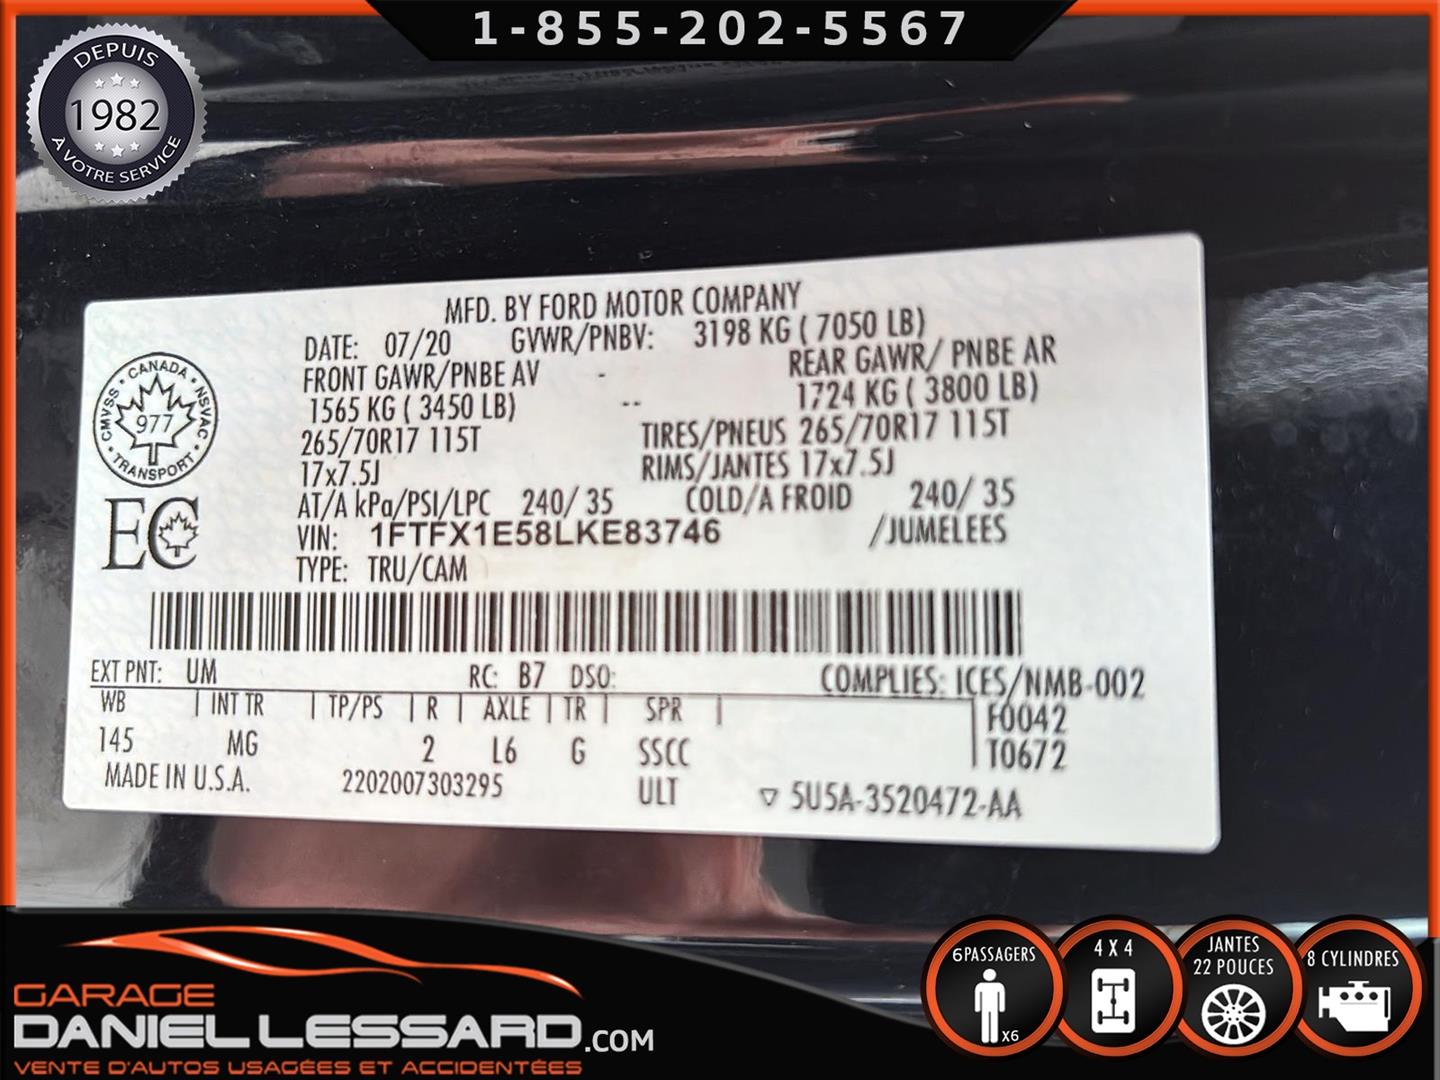 1-855-202-5567
DEPUIS
1982
À VOTRE SERVICE
MFD. BY FORD MOTOR COMPANY
DATE: 07/20 GVWR/PNBV: 3198 KG ( 7050 LB)
FRONT GAWR/PNBE AV - REAR GAWR/ PNBE AR
1565 KG ( 3450 LB) -- 1724 KG ( 3800 LB)
265/70R17 115T TIRES/PNEUS 265/70R17 115T
17x7.5J RIMS/JANTES 17x7.5J
AT/A kPa/PSI/LPC 240/ 35 COLD/A FROID 240/ 35
VIN: 1FTFX1E58LKE83746 /JUMELEES
TYPE: TRU/CAM
CANADA
CMVSS 977 NSVAC
TRANSPORT
EC
EXT PNT: UM RC: B7 DSO: COMPLIES: ICES/NMB-002
WB | INT TR | TP/PS | R | AXLE | TR | SPR | F0042
145 MG 2 L6 G SSCC T0672
MADE IN U.S.A. 2202007303295 ULT ▽ 5U5A-3520472-AA
6 PASSAGERS
X6
4 X 4
JANTES
22 POUCES
8 CYLINDRES
GARAGE
DANIEL LESSARD.COM
VENTE D'AUTOS USAGÉES ET ACCIDENTÉES